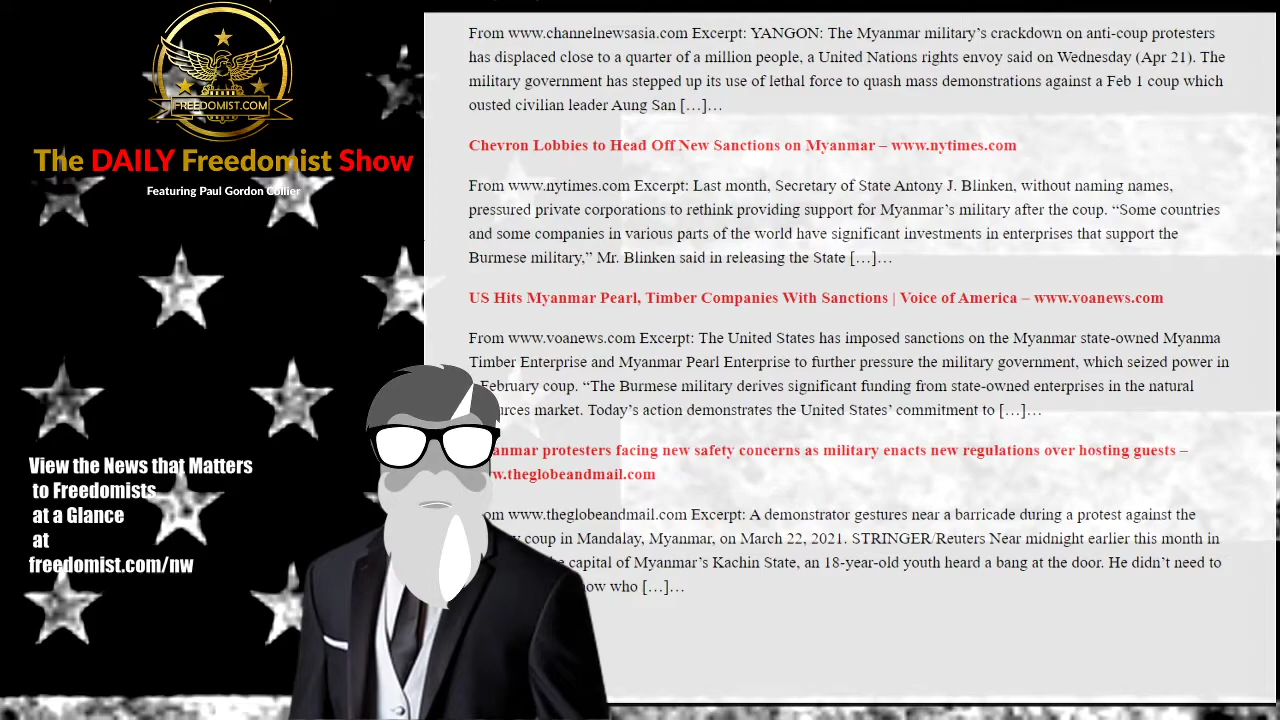 FREEDOMIST.COM
The DAILY Freedomist Show
Featuring Paul Gordon Collier
View the News that Matters
to Freedomists
at a Glance
at
freedomist.com/nw
From www.channelnewsasia.com Excerpt: YANGON: The Myanmar military’s crackdown on anti-coup protesters
has displaced close to a quarter of a million people, a United Nations rights envoy said on Wednesday (Apr 21). The
military government has stepped up its use of lethal force to quash mass demonstrations against a Feb 1 coup which
ousted civilian leader Aung San […]…
Chevron Lobbies to Head Off New Sanctions on Myanmar – www.nytimes.com
From www.nytimes.com Excerpt: Last month, Secretary of State Antony J. Blinken, without naming names,
pressured private corporations to rethink providing support for Myanmar’s military after the coup. “Some countries
and some companies in various parts of the world have significant investments in enterprises that support the
Burmese military,” Mr. Blinken said in releasing the State […]…
US Hits Myanmar Pearl, Timber Companies With Sanctions | Voice of America – www.voanews.com
From www.voanews.com Excerpt: The United States has imposed sanctions on the Myanmar state-owned Myanma
Timber Enterprise and Myanmar Pearl Enterprise to further pressure the military government, which seized power in
February coup. “The Burmese military derives significant funding from state-owned enterprises in the natural
market. Today’s action demonstrates the United States’ commitment to […]…
protesters facing new safety concerns as military enacts new regulations over hosting guests –
w.theglobeandmail.com
www.theglobeandmail.com Excerpt: A demonstrator gestures near a barricade during a protest against the
coup in Mandalay, Myanmar, on March 22, 2021. STRINGER/Reuters Near midnight earlier this month in
capital of Myanmar’s Kachin State, an 18-year-old youth heard a bang at the door. He didn’t need to
who […]…